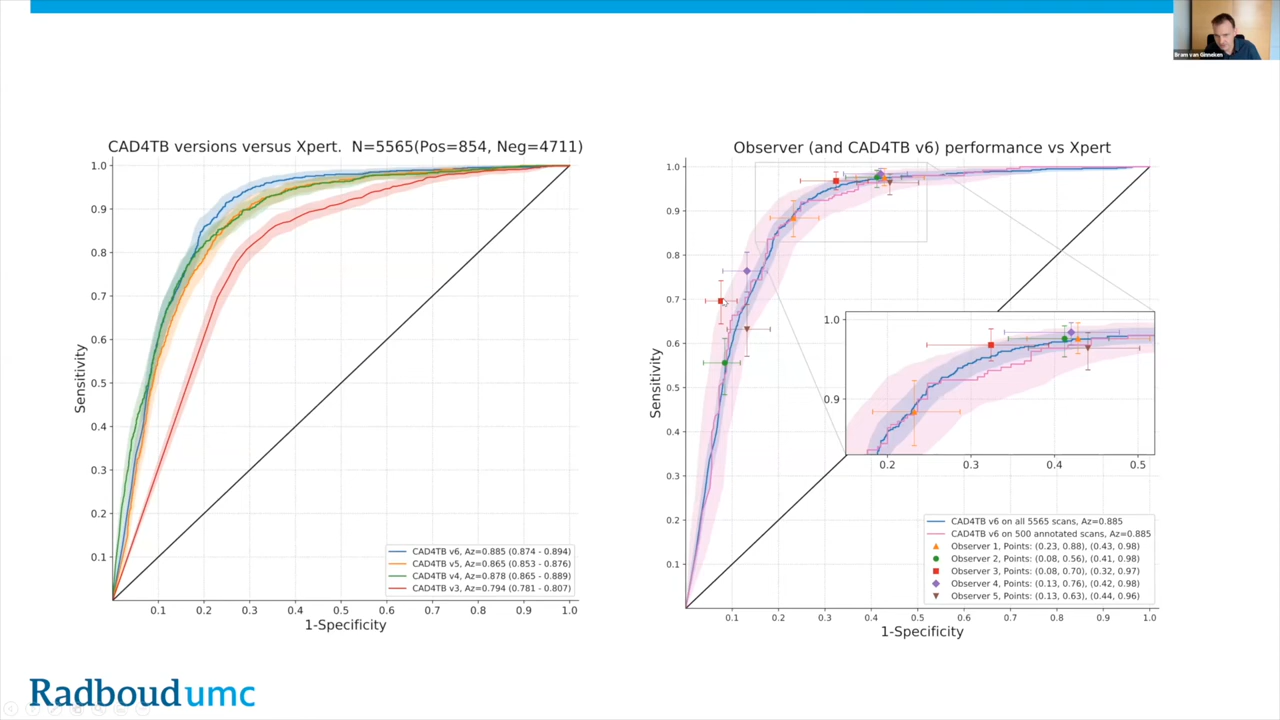 Bram van Ginneken
CAD4TB versions versus Xpert.  N=5565(Pos=854, Neg=4711)
1.0
0.9
0.8
0.7
0.6
0.5
0.4
0.3
0.2
0.1
Sensitivity
CAD4TB v6, Az=0.885 (0.874 - 0.894)
CAD4TB v5, Az=0.865 (0.853 - 0.876)
CAD4TB v4, Az=0.878 (0.865 - 0.889)
CAD4TB v3, Az=0.794 (0.781 - 0.807)
0.1 0.2 0.3 0.4 0.5 0.6 0.7 0.8 0.9 1.0
1-Specificity
Observer (and CAD4TB v6) performance vs Xpert
1.0
0.9
0.8
0.7
0.6
0.5
0.4
0.3
0.2
0.1
Sensitivity
1.0
0.9
0.2 0.3 0.4 0.5
CAD4TB v6 on all 5565 scans, Az=0.885
CAD4TB v6 on 500 annotated scans, Az=0.885
Observer 1, Points: (0.23, 0.88), (0.43, 0.98)
Observer 2, Points: (0.08, 0.56), (0.41, 0.98)
Observer 3, Points: (0.08, 0.70), (0.32, 0.97)
Observer 4, Points: (0.13, 0.76), (0.42, 0.98)
Observer 5, Points: (0.13, 0.63), (0.44, 0.96)
0.1 0.2 0.3 0.4 0.5 0.6 0.7 0.8 0.9 1.0
1-Specificity
Radboudumc